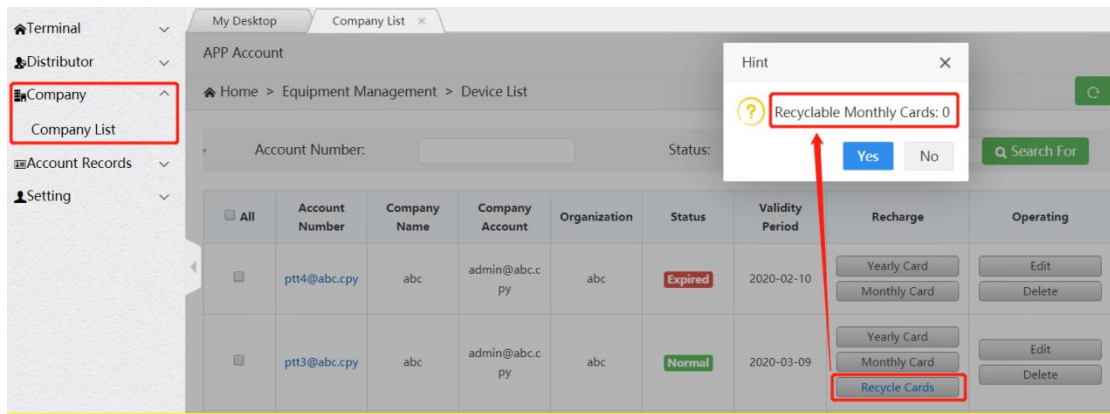 My Desktop
Company List ×
Terminal
Distributor
Company
Company List
Account Records
Setting
APP Account
Home > Equipment Management > Device List
Hint
Recyclable Monthly Cards: 0
Yes
No
Account Number:
Status:
Search For
All
Account Number
Company Name
Company Account
Organization
Status
Validity Period
Recharge
Operating
ptt4@abc.cpy
abc
admin@abc.c
py
abc
Expired
2020-02-10
Yearly Card
Monthly Card
Edit
Delete
ptt3@abc.cpy
abc
admin@abc.c
py
abc
Normal
2020-03-09
Yearly Card
Monthly Card
Recycle Cards
Edit
Delete